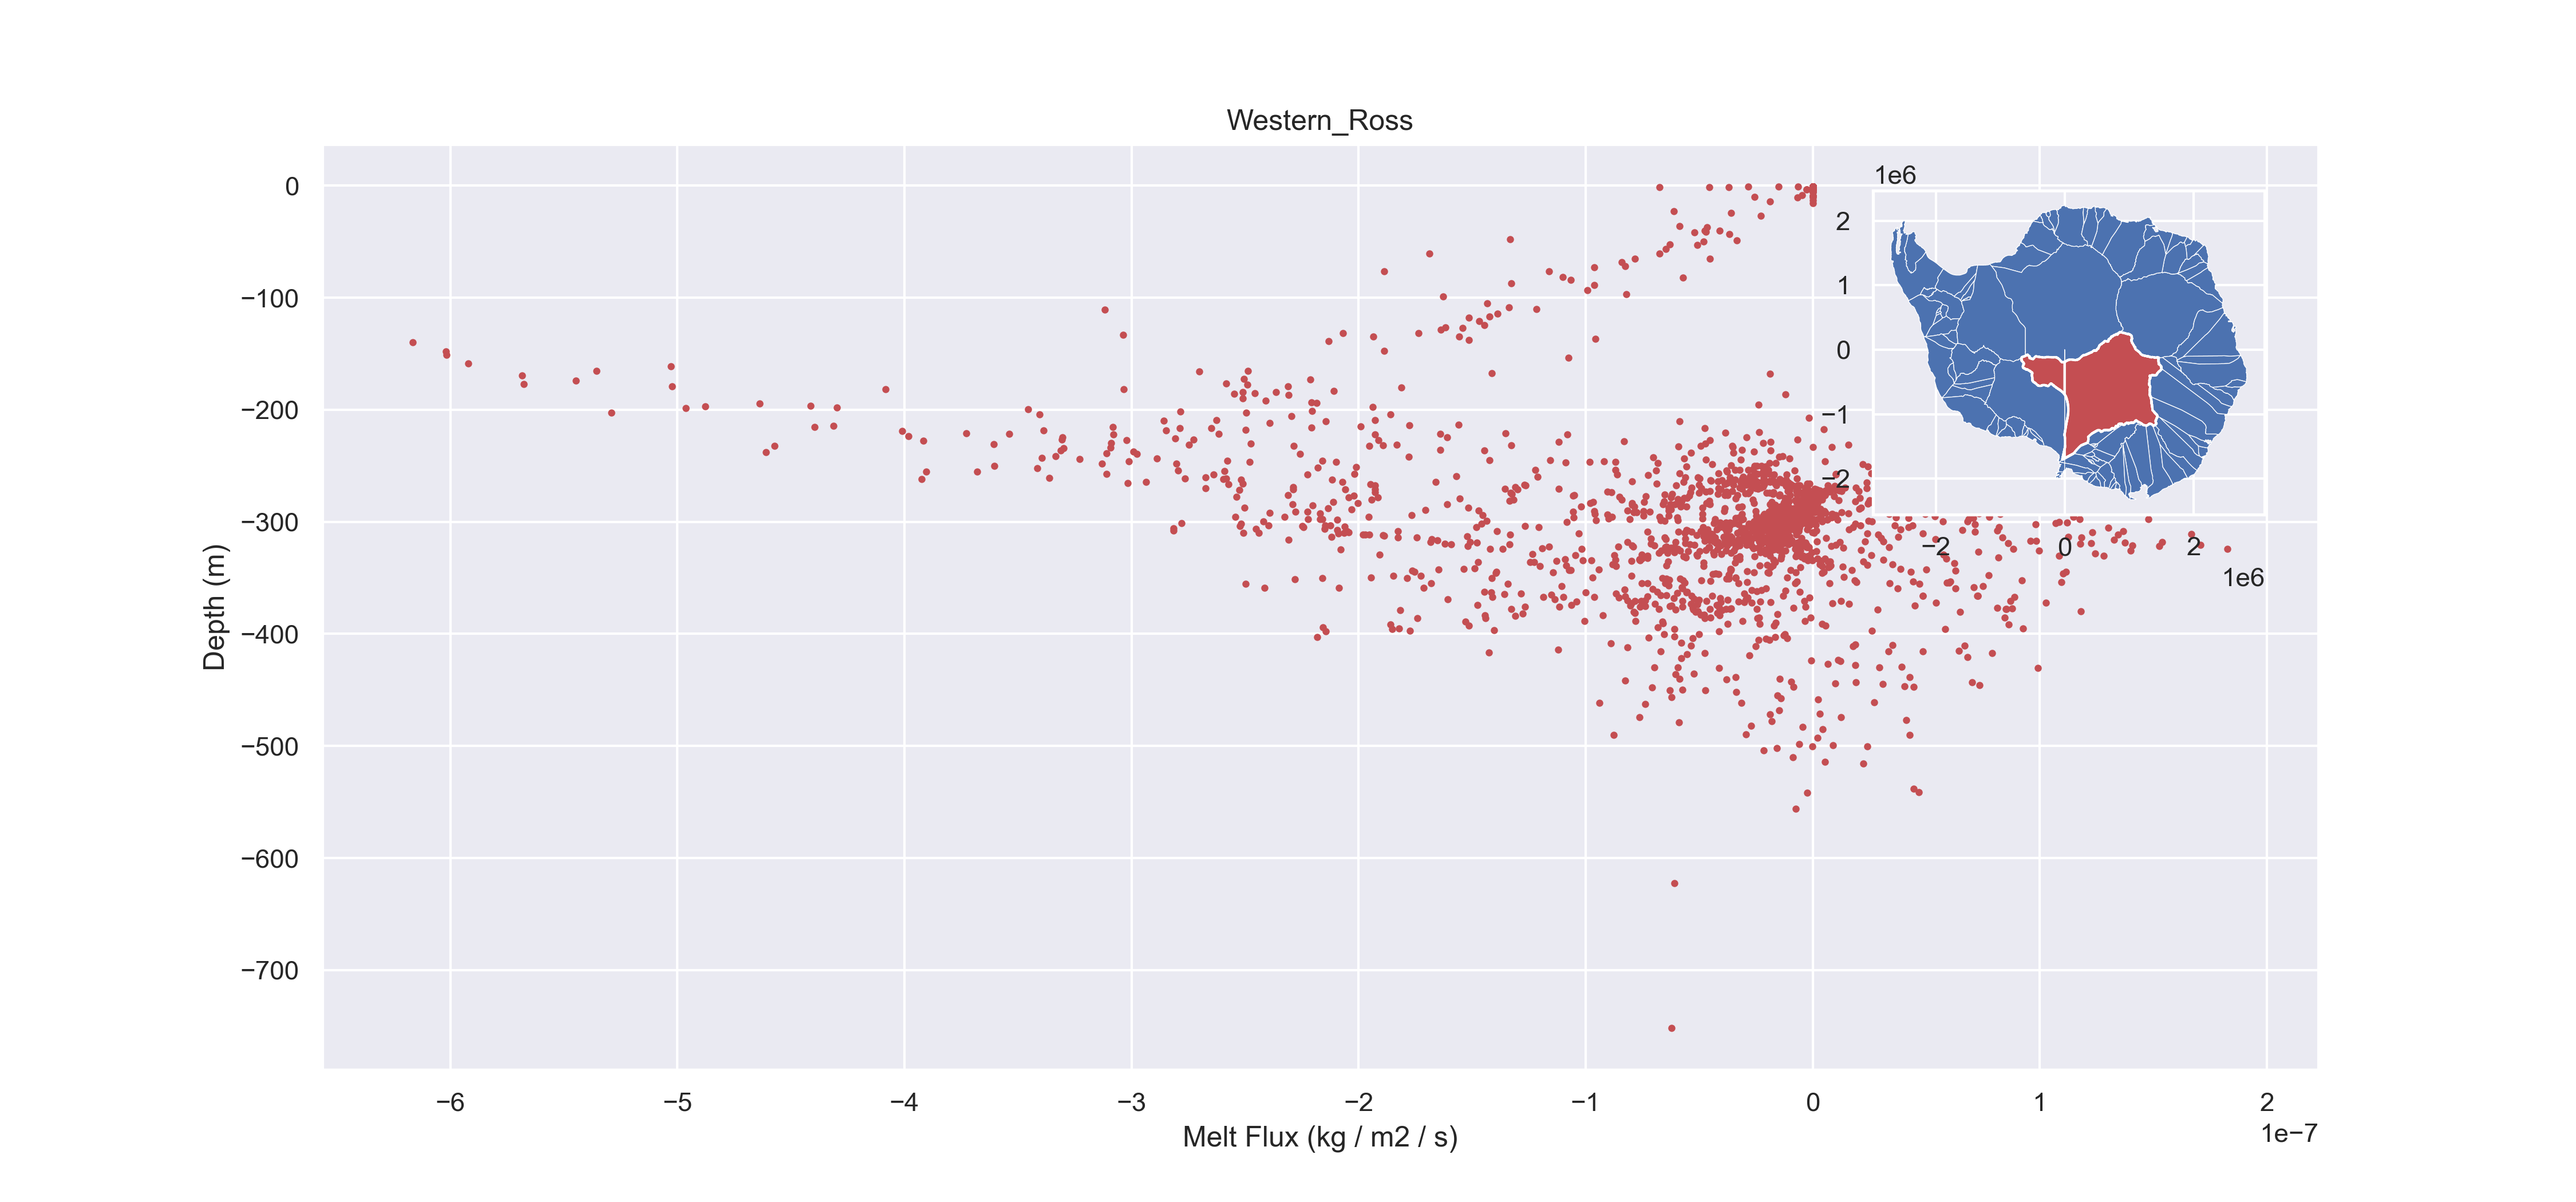 Western_Ross
0
−100
−200
−300
−400
−500
−600
−700
Depth (m)
1e6
2
1
0
−1
−2
−2 0 2
1e6
−6 −5 −4 −3 −2 −1 0 1 2
Melt Flux (kg / m2 / s)
1e−7